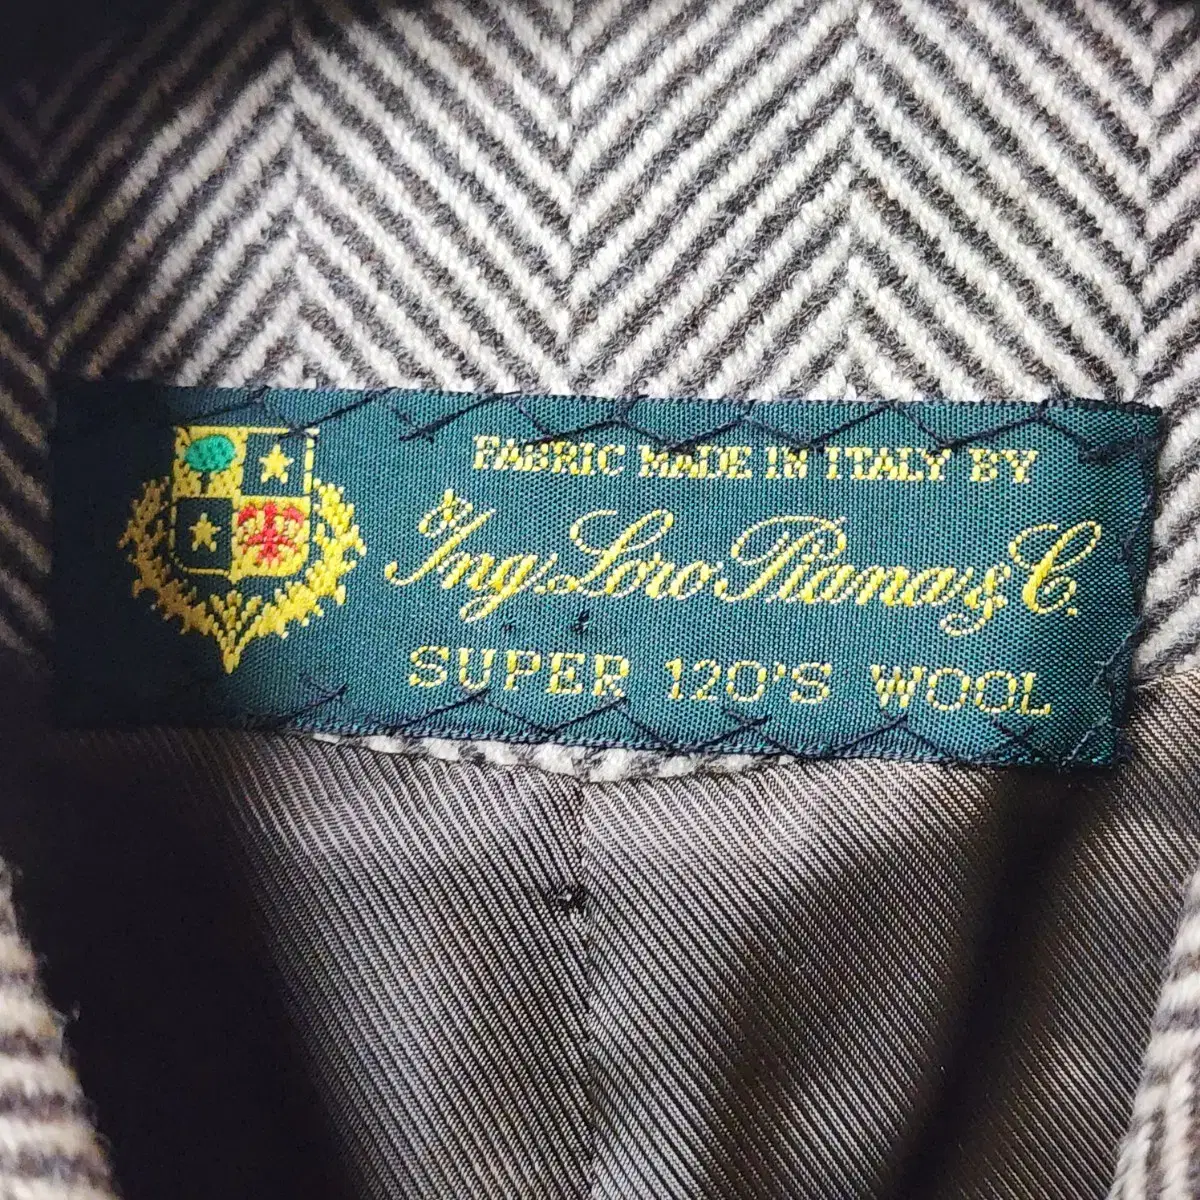 FABRIC MADE IN ITALY BY
Ing. Loro Piana & C.
SUPER 120'S WOOL